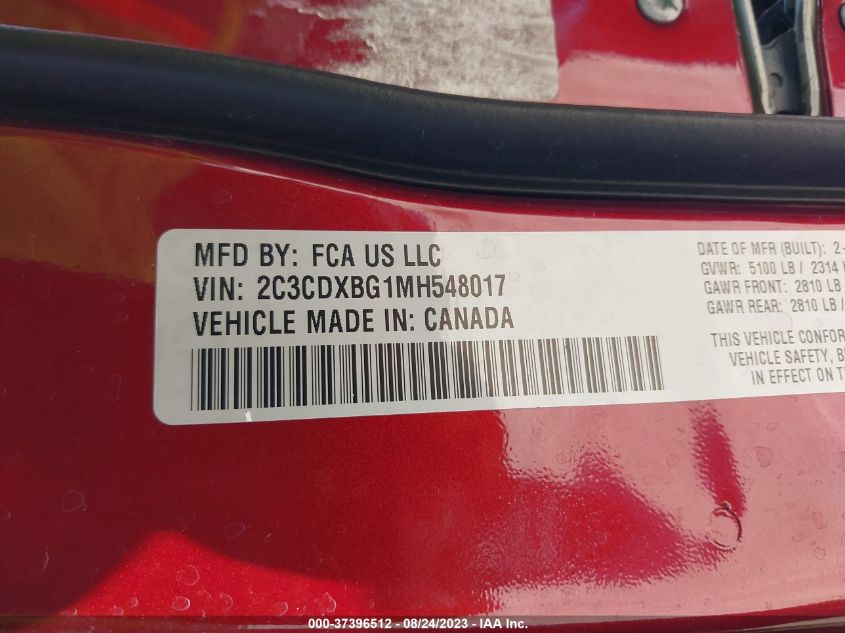 MFD BY: FCA US LLC
VIN: 2C3CDXBG1MH548017
VEHICLE MADE IN: CANADA
DATE OF MFR (BUILT): 2-
GVWR: 5100 LB / 2314
GAWR FRONT: 2810 LB
GAWR REAR: 2810 LB /
THIS VEHICLE CONFOR
VEHICLE SAFETY, B
IN EFFECT ON T
000-37396512 - 08/24/2023 - IAA Inc.